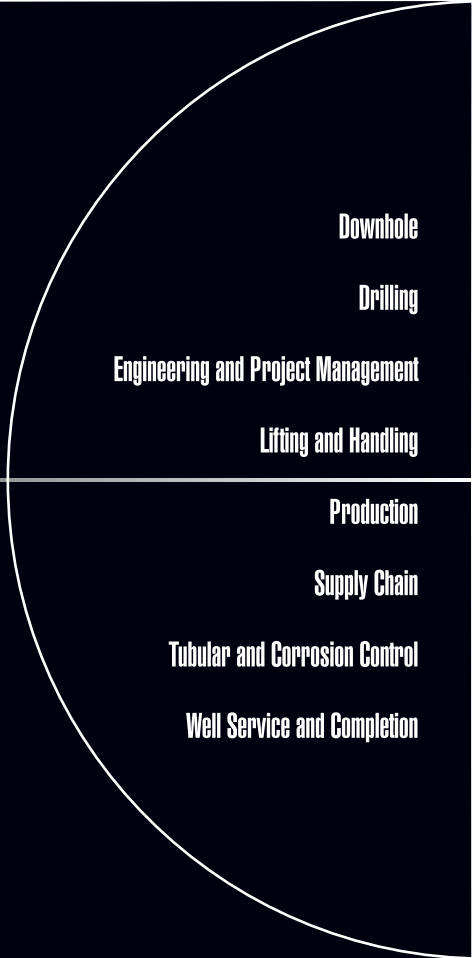 Downhole
Drilling
Engineering and Project Management
Lifting and Handling
Production
Supply Chain
Tubular and Corrosion Control
Well Service and Completion